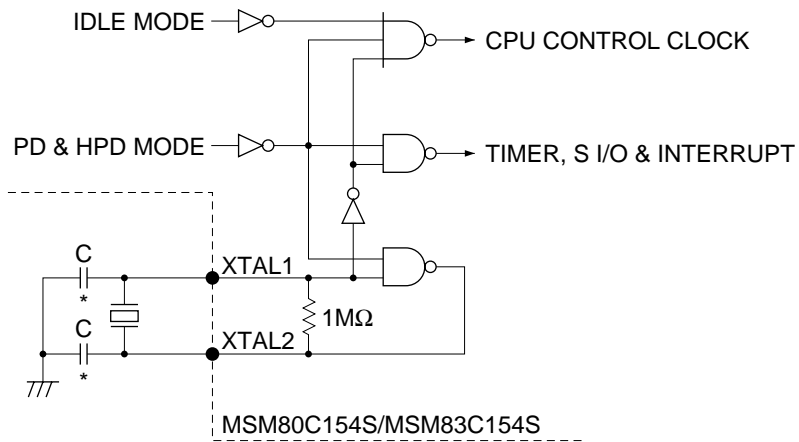 IDLE MODE
CPU CONTROL CLOCK
PD & HPD MODE
TIMER, S I/O & INTERRUPT
C
*
XTAL1
1MΩ
C
*
XTAL2
MSM80C154S/MSM83C154S